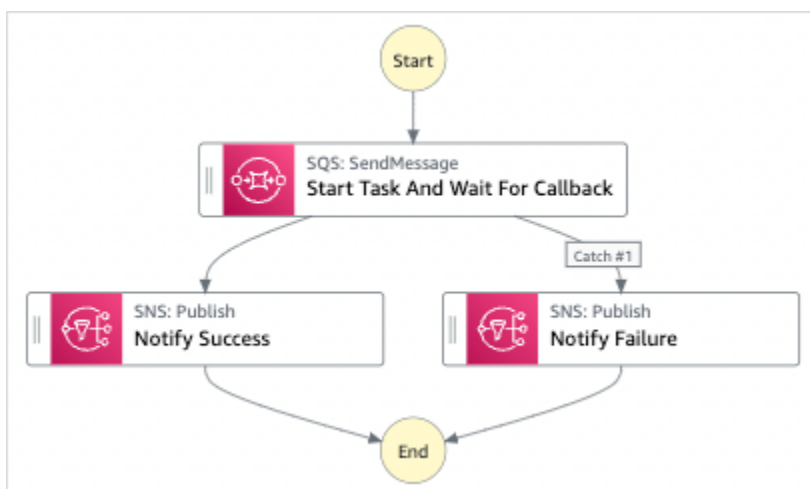 Start
SQS: SendMessage
Start Task And Wait For Callback
Catch #1
SNS: Publish
Notify Success
SNS: Publish
Notify Failure
End